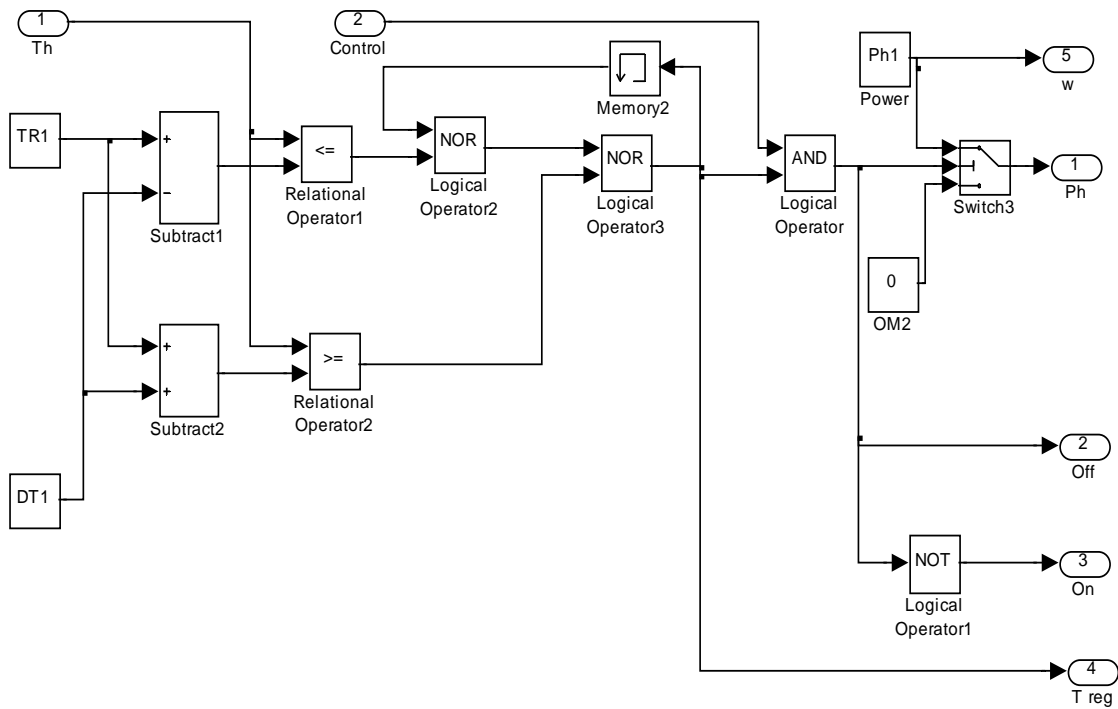 1
Th
2
Control
Ph1
Power
5
w
TR1
+
−
Subtract1
<=
Relational
Operator1
NOR
Logical
Operator2
Memory2
NOR
Logical
Operator3
AND
Logical
Operator
Switch3
1
Ph
0
OM2
+
+
Subtract2
>=
Relational
Operator2
2
Off
DT1
NOT
Logical
Operator1
3
On
4
T reg